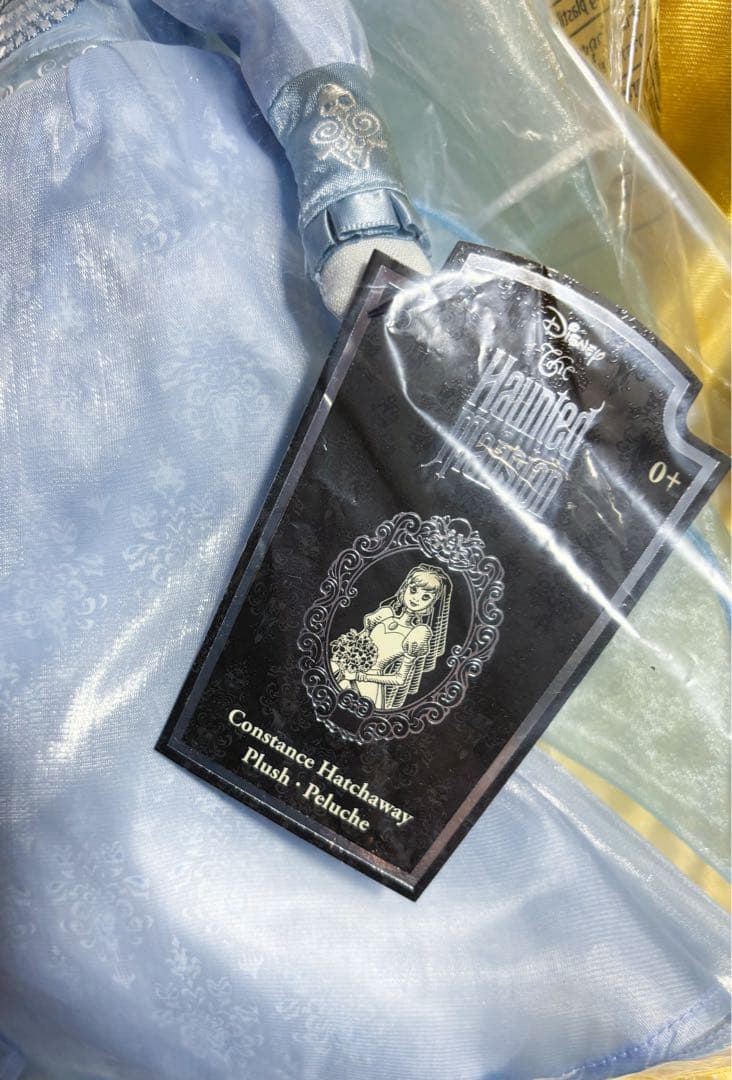 Disney
The
Haunted
Mansion
0+
Constance Hatchaway
Plush · Peluche